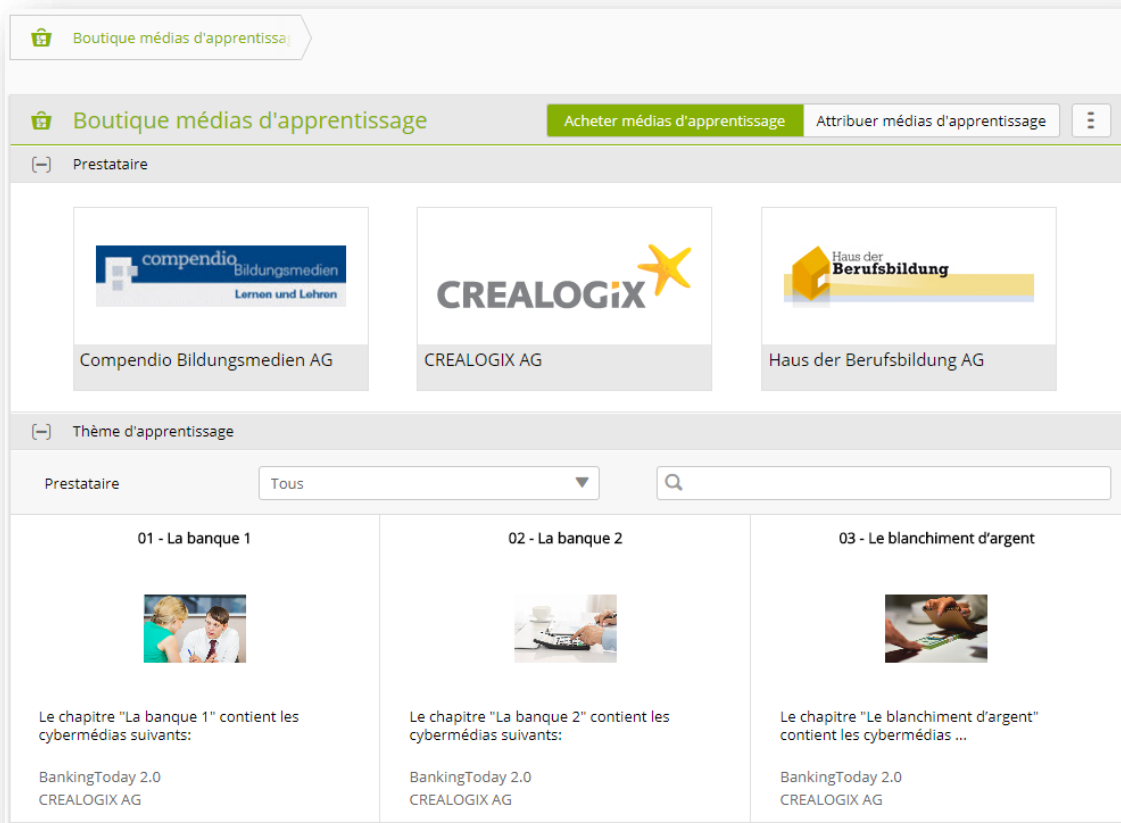 Boutique médias d'apprentissa
Boutique médias d'apprentissage
Acheter médias d'apprentissage
Attribuer médias d'apprentissage
Prestataire
compendio
Bildungsmedien
Lernen und Lehren
CREALOGiX
Haus der
Berufsbildung
Compendio Bildungsmedien AG
CREALOGIX AG
Haus der Berufsbildung AG
Thème d'apprentissage
Prestataire
Tous
01 - La banque 1
02 - La banque 2
03 - Le blanchiment d’argent
Le chapitre "La banque 1" contient les
cybermédias suivants:
BankingToday 2.0
CREALOGIX AG
Le chapitre "La banque 2" contient les
cybermédias suivants:
BankingToday 2.0
CREALOGIX AG
Le chapitre "Le blanchiment d’argent"
contient les cybermédias ...
BankingToday 2.0
CREALOGIX AG